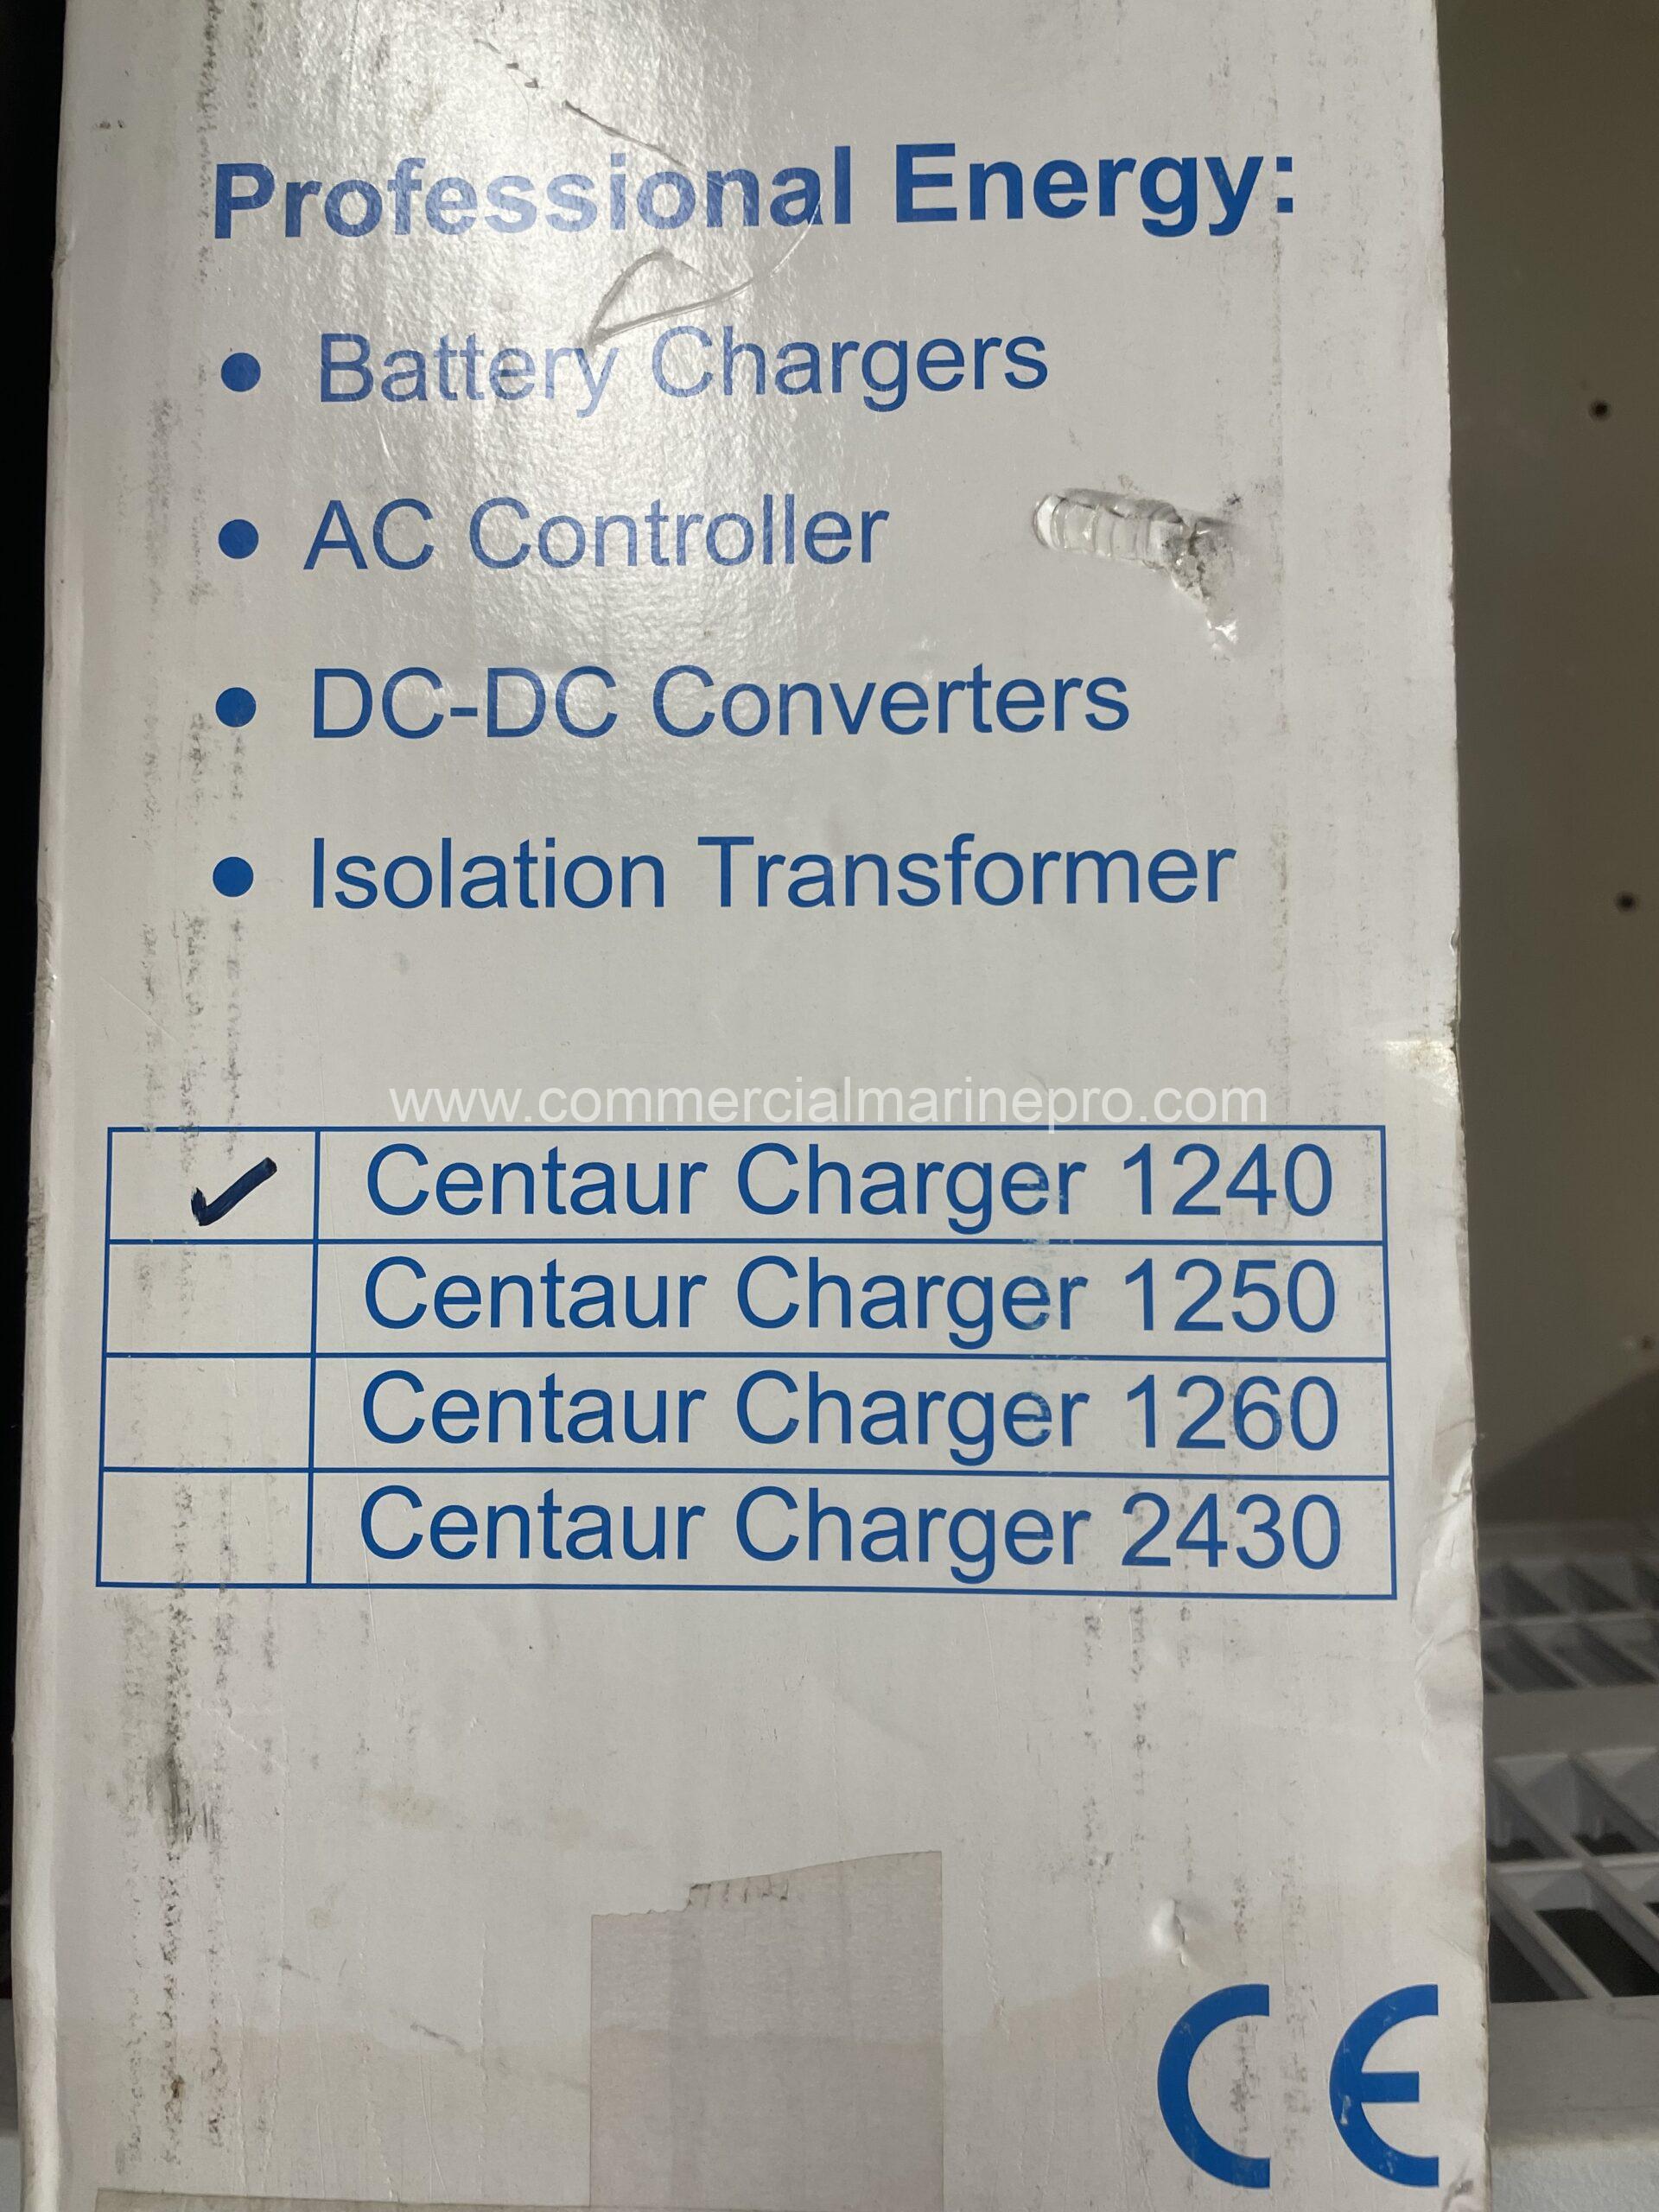 Professional Energy:
• Battery Chargers
• AC Controller
• DC-DC Converters
• Isolation Transformer
www.commercialmarinepro.com
✓ Centaur Charger 1240
Centaur Charger 1250
Centaur Charger 1260
Centaur Charger 2430
CE